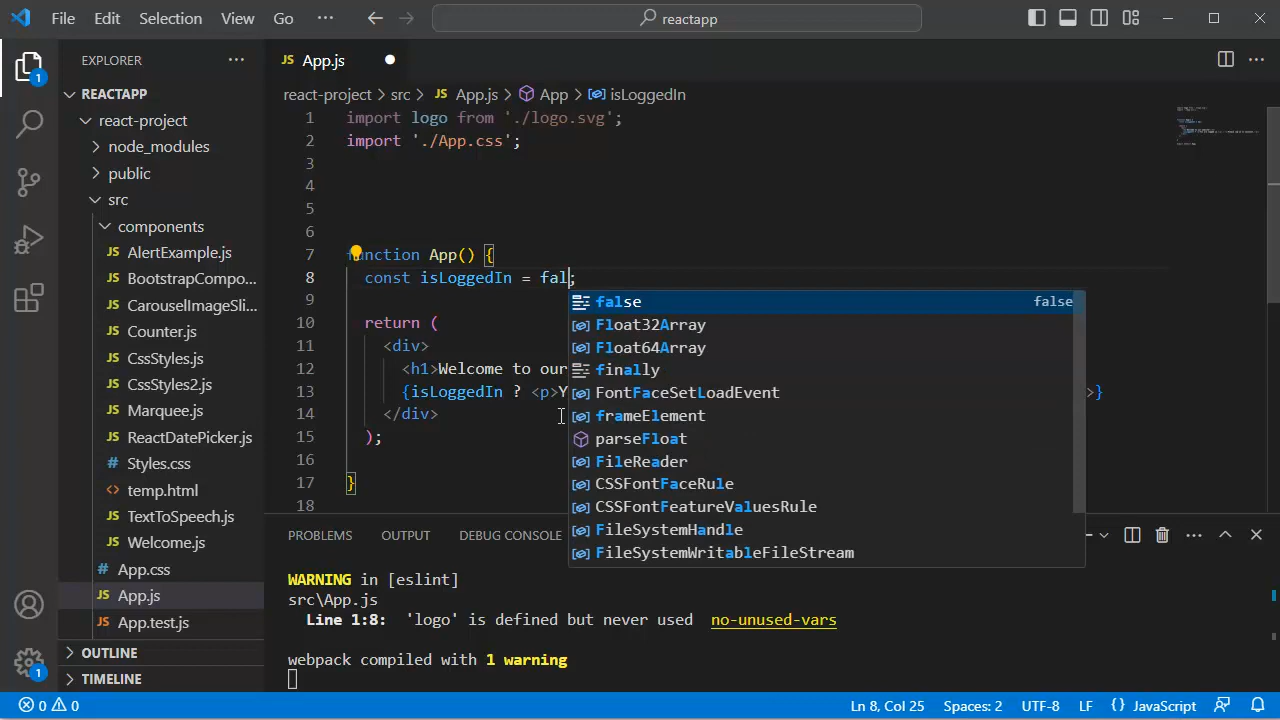 File Edit Selection View Go ··· reactapp
EXPLORER ···
REACTAPP
react-project
node_modules
public
src
components
AlertExample.js
BootstrapCompo...
CarouselImageSli...
Counter.js
CssStyles.js
CssStyles2.js
Marquee.js
ReactDatePicker.js
Styles.css
temp.html
TextToSpeech.js
Welcome.js
App.css
App.js
App.test.js
OUTLINE
TIMELINE
JS App.js
react-project > src > JS App.js > App > isLoggedIn
1 import logo from './logo.svg';
2 import './App.css';
3
4
5
6
7 function App() {
8 const isLoggedIn = fal;
9
10 return (
11 <div>
12 <h1>Welcome to our
13 {isLoggedIn ? <p>Y >}
14 </div>
15 );
16
17 }
18
false false
Float32Array
Float64Array
finally
FontFaceSetLoadEvent
frameElement
parseFloat
FileReader
CSSFontFaceRule
CSSFontFeatureValuesRule
FileSystemHandle
FileSystemWritableFileStream
PROBLEMS OUTPUT DEBUG CONSOLE
WARNING in [eslint]
src\App.js
Line 1:8: 'logo' is defined but never used no-unused-vars
webpack compiled with 1 warning
0 0 Ln 8, Col 25 Spaces: 2 UTF-8 LF {} JavaScript